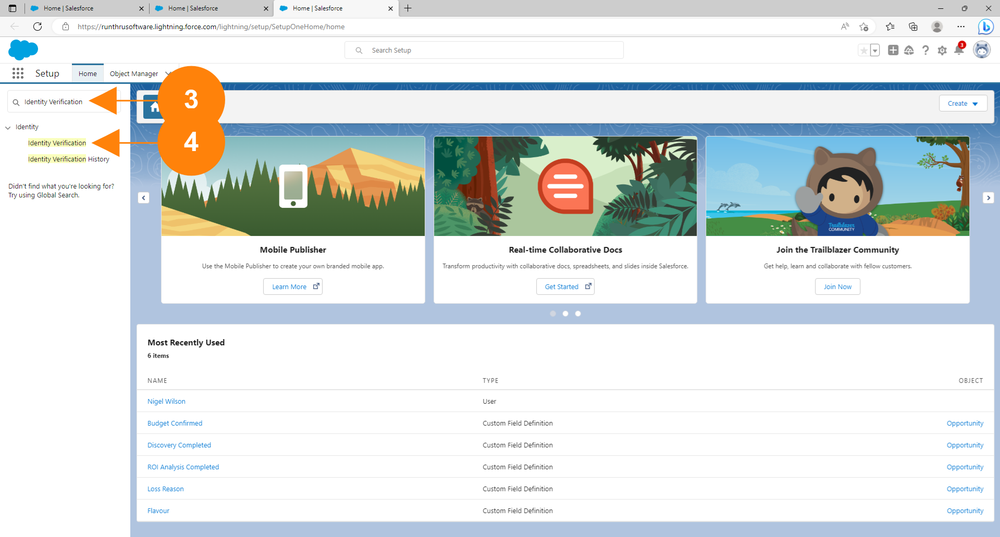 Home | Salesforce
Home | Salesforce
Home | Salesforce
https://runthrusoftware.lightning.force.com/lightning/setup/SetupOneHome/home
Search Setup
3
Setup
Home
Object Manager
Identity Verification
3
Create
Identity
Identity Verification
4
Identity Verification History
Didn't find what you're looking for?
Try using Global Search.
Trailblazer
COMMUNITY
Mobile Publisher
Use the Mobile Publisher to create your own branded mobile app.
Learn More
Real-time Collaborative Docs
Transform productivity with collaborative docs, spreadsheets, and slides inside Salesforce.
Get Started
Join the Trailblazer Community
Get help, learn and collaborate with fellow customers.
Join Now
Most Recently Used
6 items
NAME TYPE OBJECT
Nigel Wilson User
Budget Confirmed Custom Field Definition Opportunity
Discovery Completed Custom Field Definition Opportunity
ROI Analysis Completed Custom Field Definition Opportunity
Loss Reason Custom Field Definition Opportunity
Flavour Custom Field Definition Opportunity